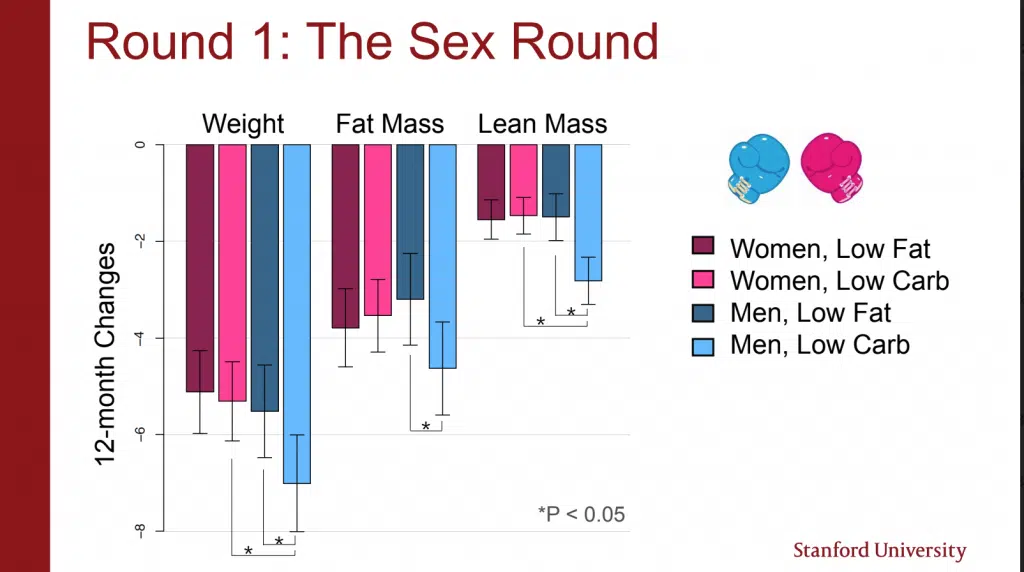 Round 1: The Sex Round
Weight Fat Mass Lean Mass
12-month Changes
0
-2
-4
-6
-8
* *
*
* *
*P < 0.05
Women, Low Fat
Women, Low Carb
Men, Low Fat
Men, Low Carb
Stanford University